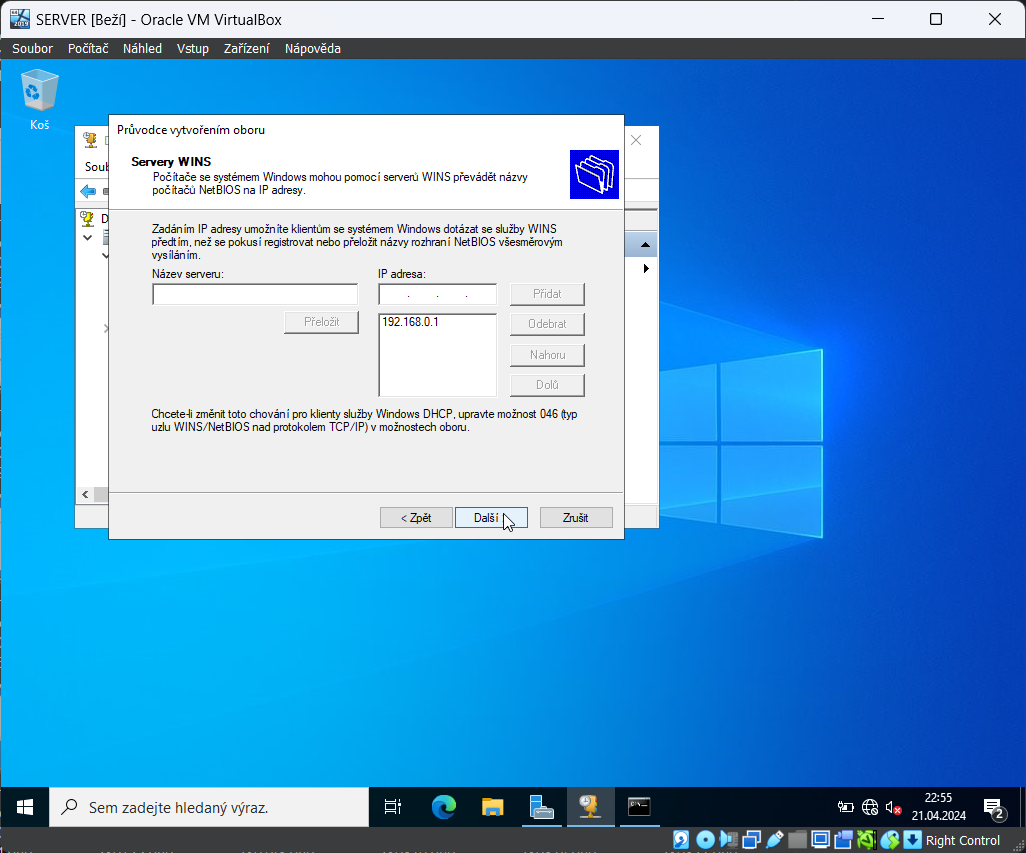 SERVER [Beží] - Oracle VM VirtualBox
Soubor Počítač Náhled Vstup Zařízení Nápověda
Koš
Průvodce vytvořením oboru
Servery WINS
Počítače se systémem Windows mohou pomocí serverů WINS převádět názvy
počítačů NetBIOS na IP adresy.
Soub
D
Zadáním IP adresy umožníte klientům se systémem Windows dotázat se služby WINS
předtím, než se pokusí registrovat nebo přeložit názvy rozhraní NetBIOS všesměrovým
vysíláním.
Název serveru: IP adresa:
. . . Přidat
Přeložit 192.168.0.1 Odebrat
Nahoru
Dolů
Chcete-li změnit toto chování pro klienty služby Windows DHCP, upravte možnost 046 (typ
uzlu WINS/NetBIOS nad protokolem TCP/IP) v možnostech oboru.
< Zpět Další Zrušit
Sem zadejte hledaný výraz.
22:55
21.04.2024
2
Right Control